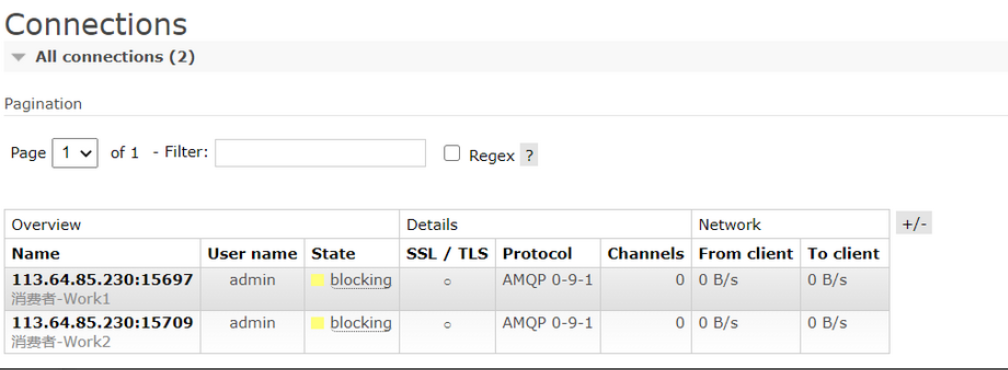 Connections
All connections (2)
Pagination
Page 1 of 1 - Filter: Regex ?
Overview Details Network +/-
Name User name State SSL / TLS Protocol Channels From client To client
113.64.85.230:15697 admin blocking ○ AMQP 0-9-1 0 0 B/s 0 B/s
消费者-Work1
113.64.85.230:15709 admin blocking ○ AMQP 0-9-1 0 0 B/s 0 B/s
消费者-Work2